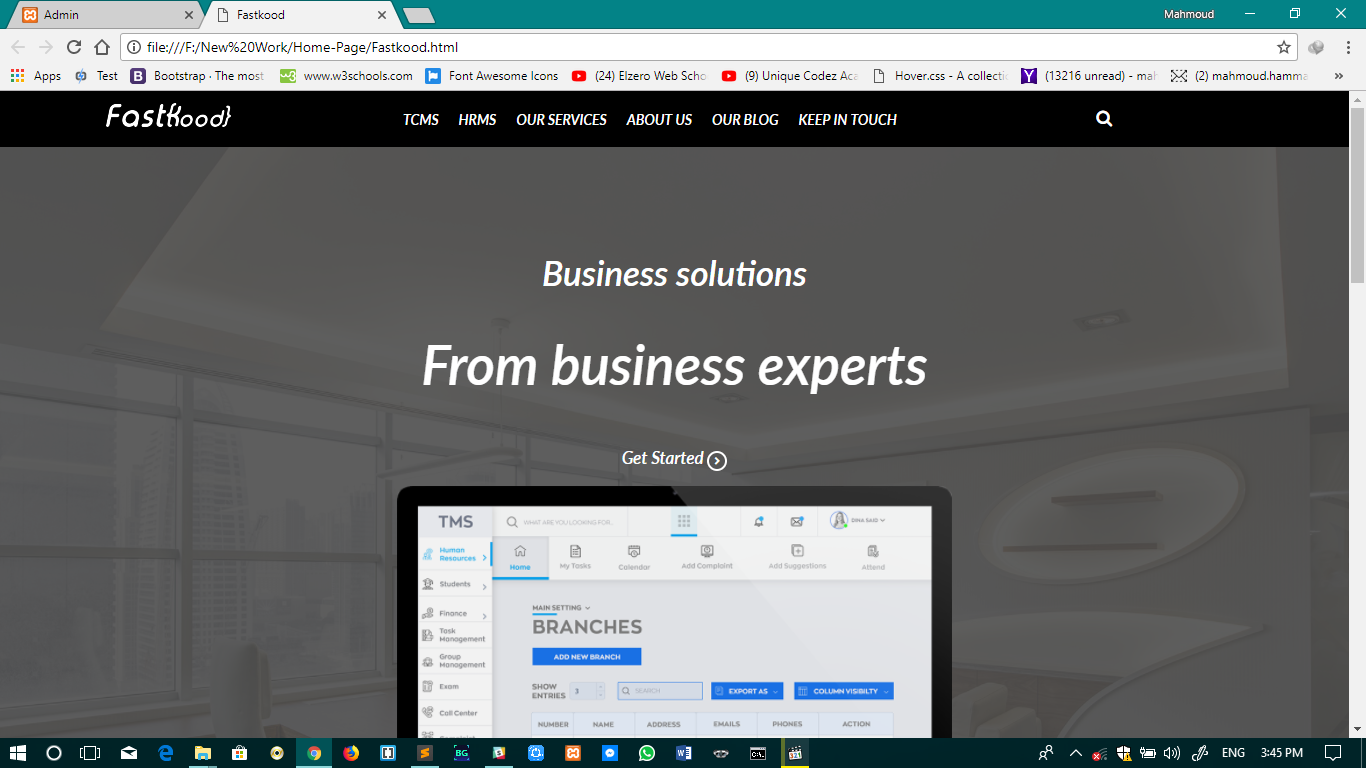 Admin
Fastkood
Mahmoud
file:///F:/New%20Work/Home-Page/Fastkood.html
Apps
Test
Bootstrap · The most
www.w3schools.com
Font Awesome Icons
(24) Elzero Web Scho
(9) Unique Codez Aca
Hover.css - A collecti
(13216 unread) - mah
(2) mahmoud.hamma
Fast{kood}
TCMS
HRMS
OUR SERVICES
ABOUT US
OUR BLOG
KEEP IN TOUCH
Business solutions
From business experts
Get Started
TMS
WHAT ARE YOU LOOKING FOR..
DINA SAID
Human
Resources
Home
My Tasks
Calendar
Add Complaint
Add Suggestions
Attend
Students
Finance
Task
Management
Group
Management
Exam
Call Center
MAIN SETTING
BRANCHES
ADD NEW BRANCH
SHOW
ENTRIES
3
SEARCH
EXPORT AS
COLUMN VISIBILTY
NUMBER
NAME
ADDRESS
EMAILS
PHONES
ACTION
ENG
3:45 PM